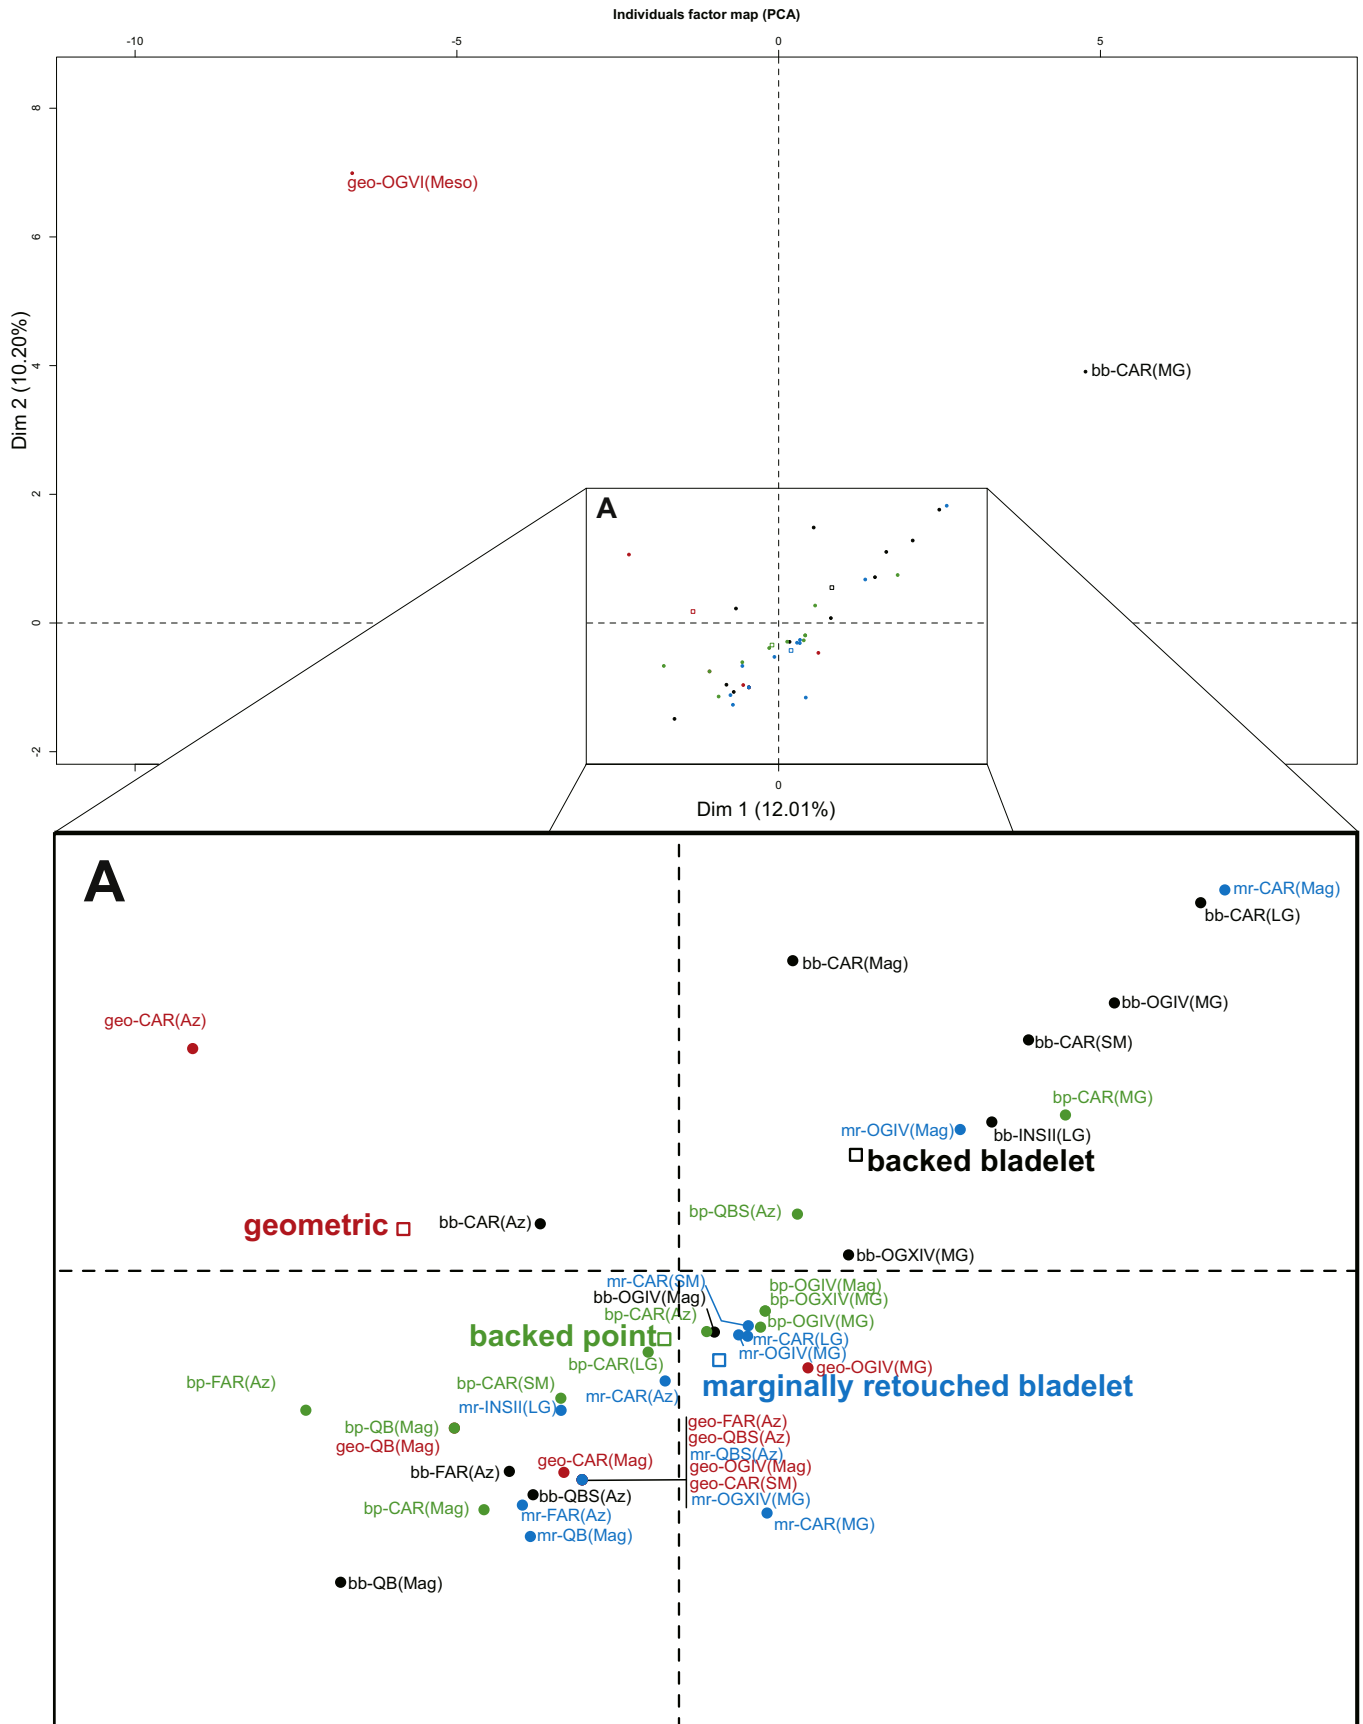 Individuals factor map (PCA)
-10
-5
0
5
8
6
4
2
0
-2
Dim 2 (10.20%)
geo-OGVI(Meso)
bb-CAR(MG)
A
0
Dim 1 (12.01%)
A
mr-CAR(Mag)
bb-CAR(LG)
bb-CAR(Mag)
bb-OGIV(MG)
geo-CAR(Az)
bb-CAR(SM)
bp-CAR(MG)
mr-OGIV(Mag)
bb-INSII(LG)
backed bladelet
bp-QBS(Az)
geometric
bb-CAR(Az)
bb-OGXIV(MG)
mr-CAR(SM)
bp-OGIV(Mag)
bb-OGIV(Mag)
bp-OGXIV(MG)
bp-CAR(Az)
bp-OGIV(MG)
backed point
mr-CAR(LG)
mr-OGIV(MG)
bp-CAR(LG)
geo-OGIV(MG)
bp-FAR(Az)
bp-CAR(SM)
mr-CAR(Az)
marginally retouched bladelet
mr-INSII(LG)
geo-FAR(Az)
bp-QB(Mag)
geo-QBS(Az)
geo-QB(Mag)
mr-QBS(Az)
geo-CAR(Mag)
geo-OGIV(Mag)
bb-FAR(Az)
geo-CAR(SM)
bb-QBS(Az)
mr-OGXIV(MG)
bp-CAR(Mag)
mr-FAR(Az)
mr-CAR(MG)
mr-QB(Mag)
bb-QB(Mag)